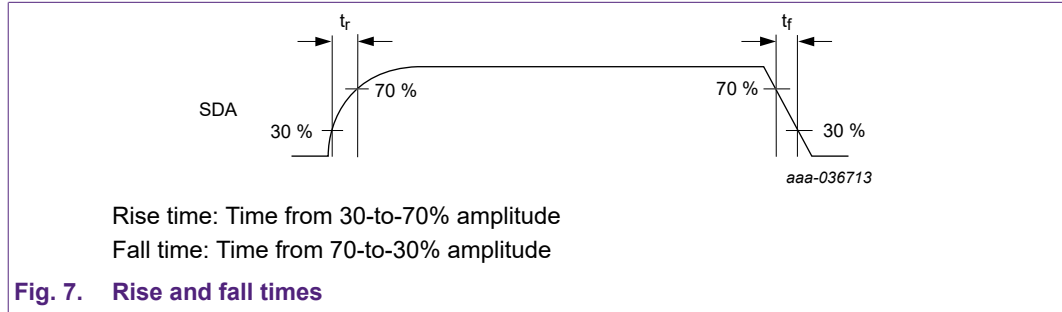 tr
tf
70 %
70 %
SDA
30 %
30 %
aaa-036713
Rise time: Time from 30-to-70% amplitude
Fall time: Time from 70-to-30% amplitude
Fig. 7. Rise and fall times